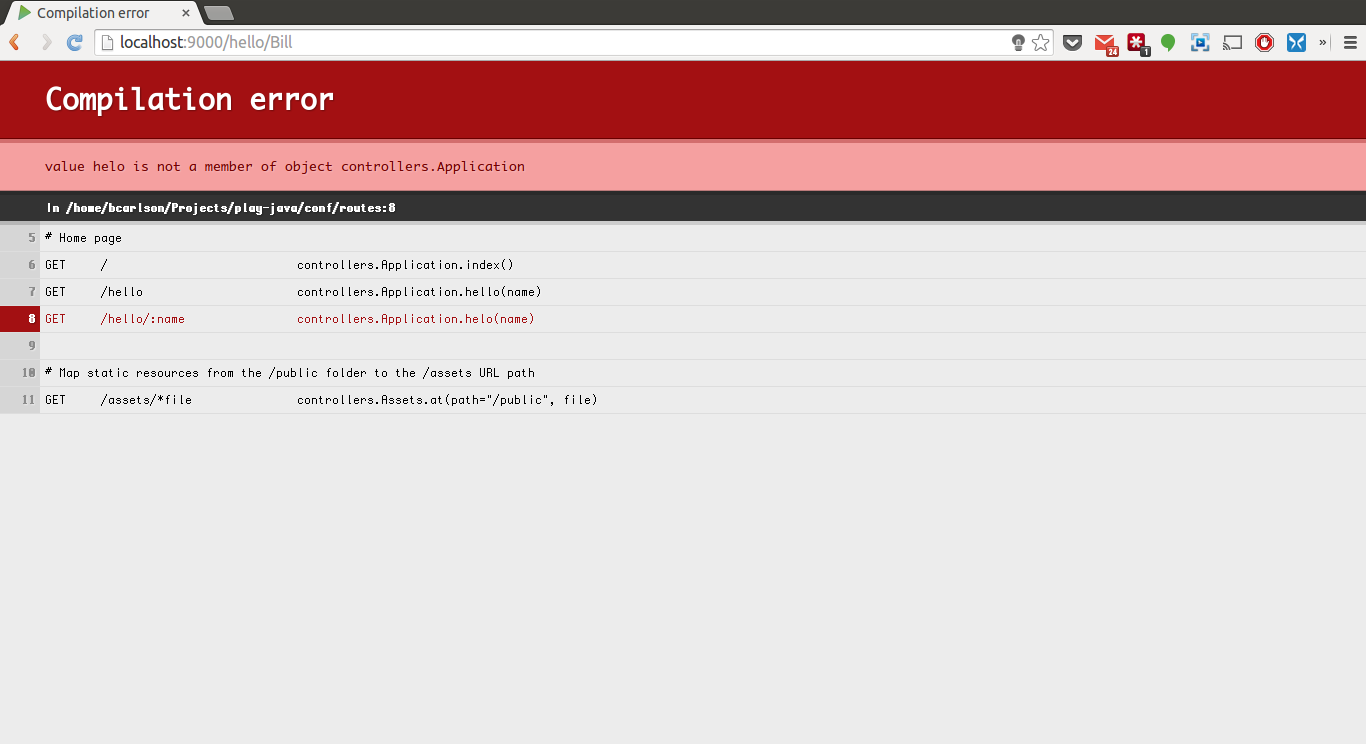 Compilation error
localhost:9000/hello/Bill
24
1
»
Compilation error
value helo is not a member of object controllers.Application
In /home/bcarlson/Projects/play-java/conf/routes:8
5 # Home page
6 GET / controllers.Application.index()
7 GET /hello controllers.Application.hello(name)
8 GET /hello/:name controllers.Application.helo(name)
9
10 # Map static resources from the /public folder to the /assets URL path
11 GET /assets/*file controllers.Assets.at(path="/public", file)